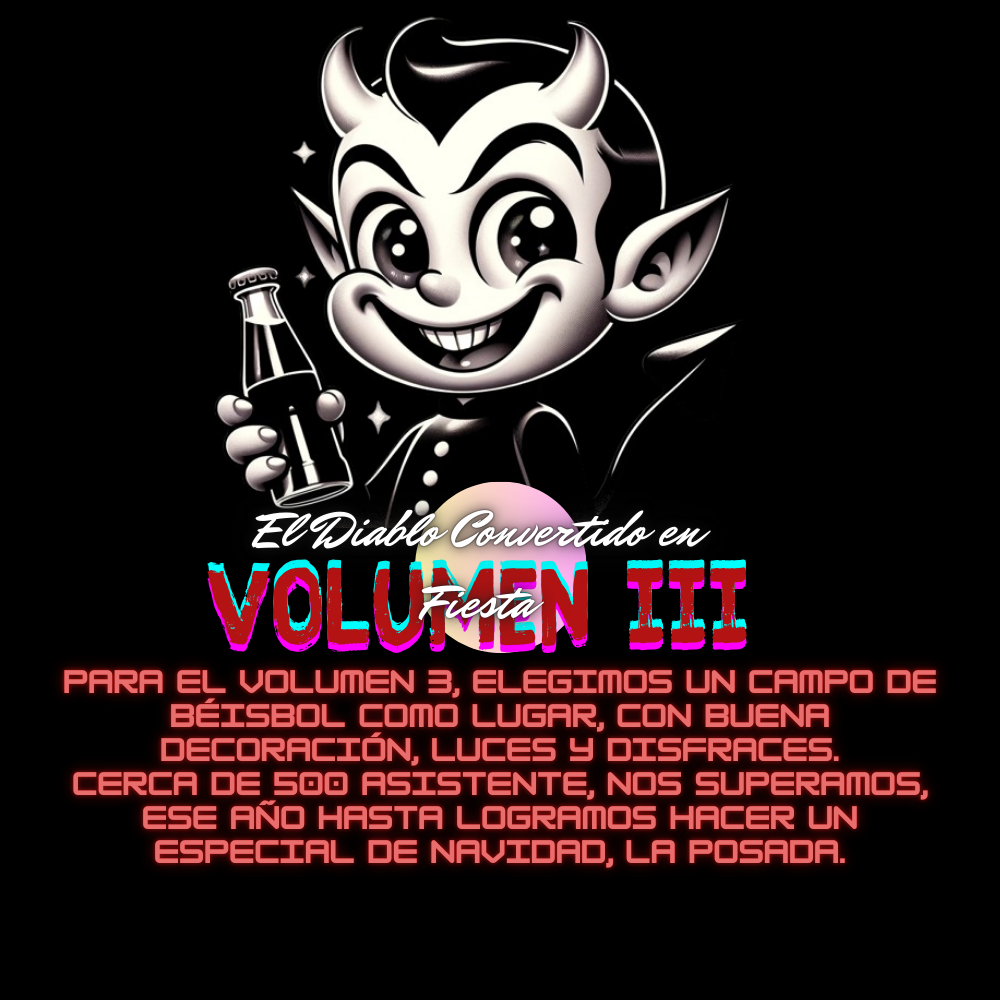 El Diablo Convertido en
VOLUMEN III
Fiesta
PARA EL VOLUMEN 3, ELEGIMOS UN CAMPO DE
BÉISBOL COMO LUGAR, CON BUENA
DECORACIÓN, LUCES Y DISFRACES.
CERCA DE 500 ASISTENTE, NOS SUPERAMOS,
ESE AÑO HASTA LOGRAMOS HACER UN
ESPECIAL DE NAVIDAD, LA POSADA.